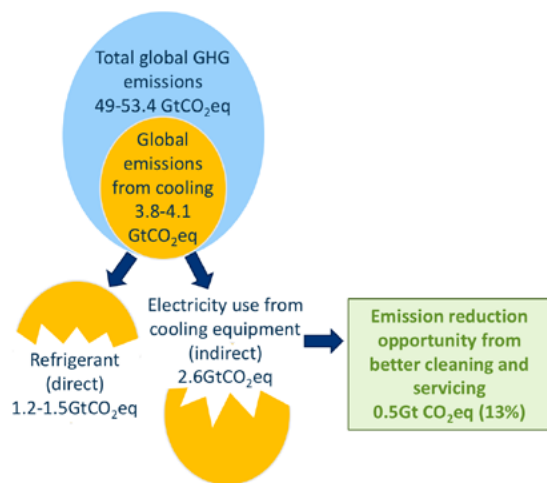 Total global GHG
emissions
49-53.4 GtCO₂eq
Global
emissions
from cooling
3.8-4.1
GtCO₂eq
Refrigerant
(direct)
1.2-1.5GtCO₂eq
Electricity use from
cooling equipment
(indirect)
2.6GtCO₂eq
Emission reduction
opportunity from
better cleaning and
servicing
0.5Gt CO₂eq (13%)